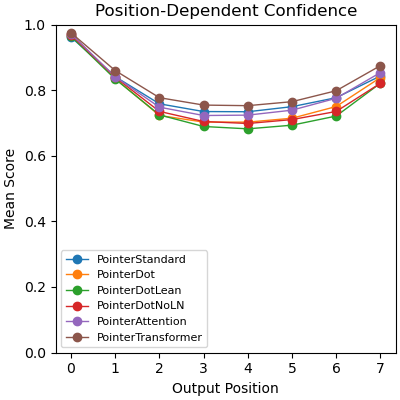 Position-Dependent Confidence
1.0
0.8
0.6
0.4
0.2
0.0
Mean Score
PointerStandard
PointerDot
PointerDotLean
PointerDotNoLN
PointerAttention
PointerTransformer
0 1 2 3 4 5 6 7
Output Position